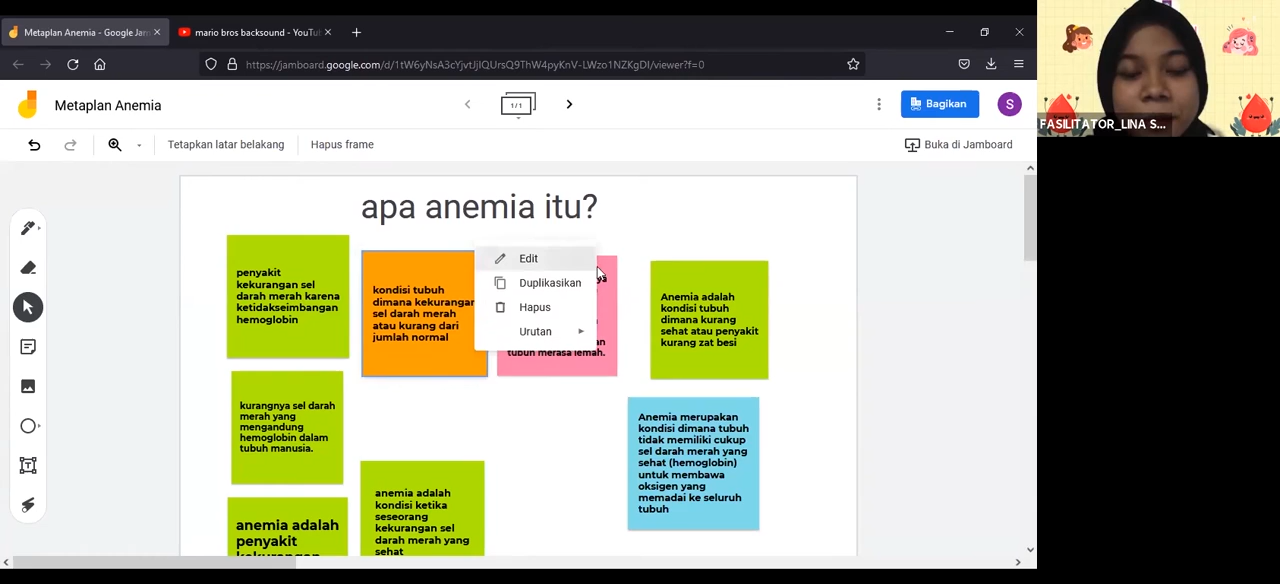 Metaplan Anemia - Google Jam
mario bros backsound - YouTu
https://jamboard.google.com/d/1tW6yNsA3cYjvtJjIQUrsQ9ThW4pyKnV-LWzo1NZKgDI/viewer?f=0
Metaplan Anemia
1/1
Bagikan
S
Tetapkan latar belakang
Hapus frame
Buka di Jamboard
apa anemia itu?
penyakit
kekurangan sel
darah merah karena
ketidakseimbangan
hemoglobin
kondisi tubuh
dimana kekurangan
sel darah merah
atau kurang dari
jumlah normal
Edit
Duplikasikan
Hapus
Urutan
tubuh merasa lemah.
Anemia adalah
kondisi tubuh
dimana kurang
sehat atau penyakit
kurang zat besi
kurangnya sel darah
merah yang
mengandung
hemoglobin dalam
tubuh manusia.
Anemia merupakan
kondisi dimana tubuh
tidak memiliki cukup
sel darah merah yang
sehat (hemoglobin)
untuk membawa
oksigen yang
memadai ke seluruh
tubuh
anemia adalah
penyakit
kekurangan
anemia adalah
kondisi ketika
seseorang
kekurangan sel
darah merah yang
sehat
FASILITATOR_LINA S...